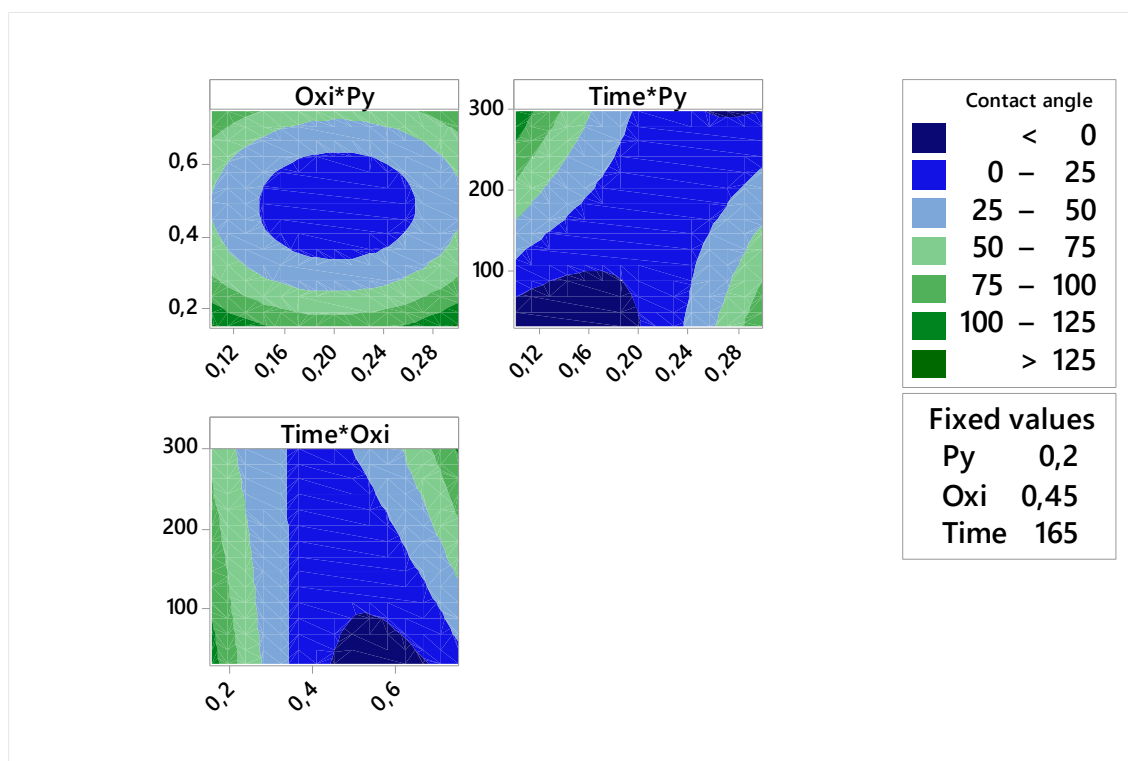 Oxi*Py
0,6
0,4
0,2
0,12
0,16
0,20
0,24
0,28
Time*Py
300
200
100
0,12
0,16
0,20
0,24
0,28
Time*Oxi
300
200
100
0,2
0,4
0,6
Contact angle
< 0
0 – 25
25 – 50
50 – 75
75 – 100
100 – 125
> 125
Fixed values
Py 0,2
Oxi 0,45
Time 165